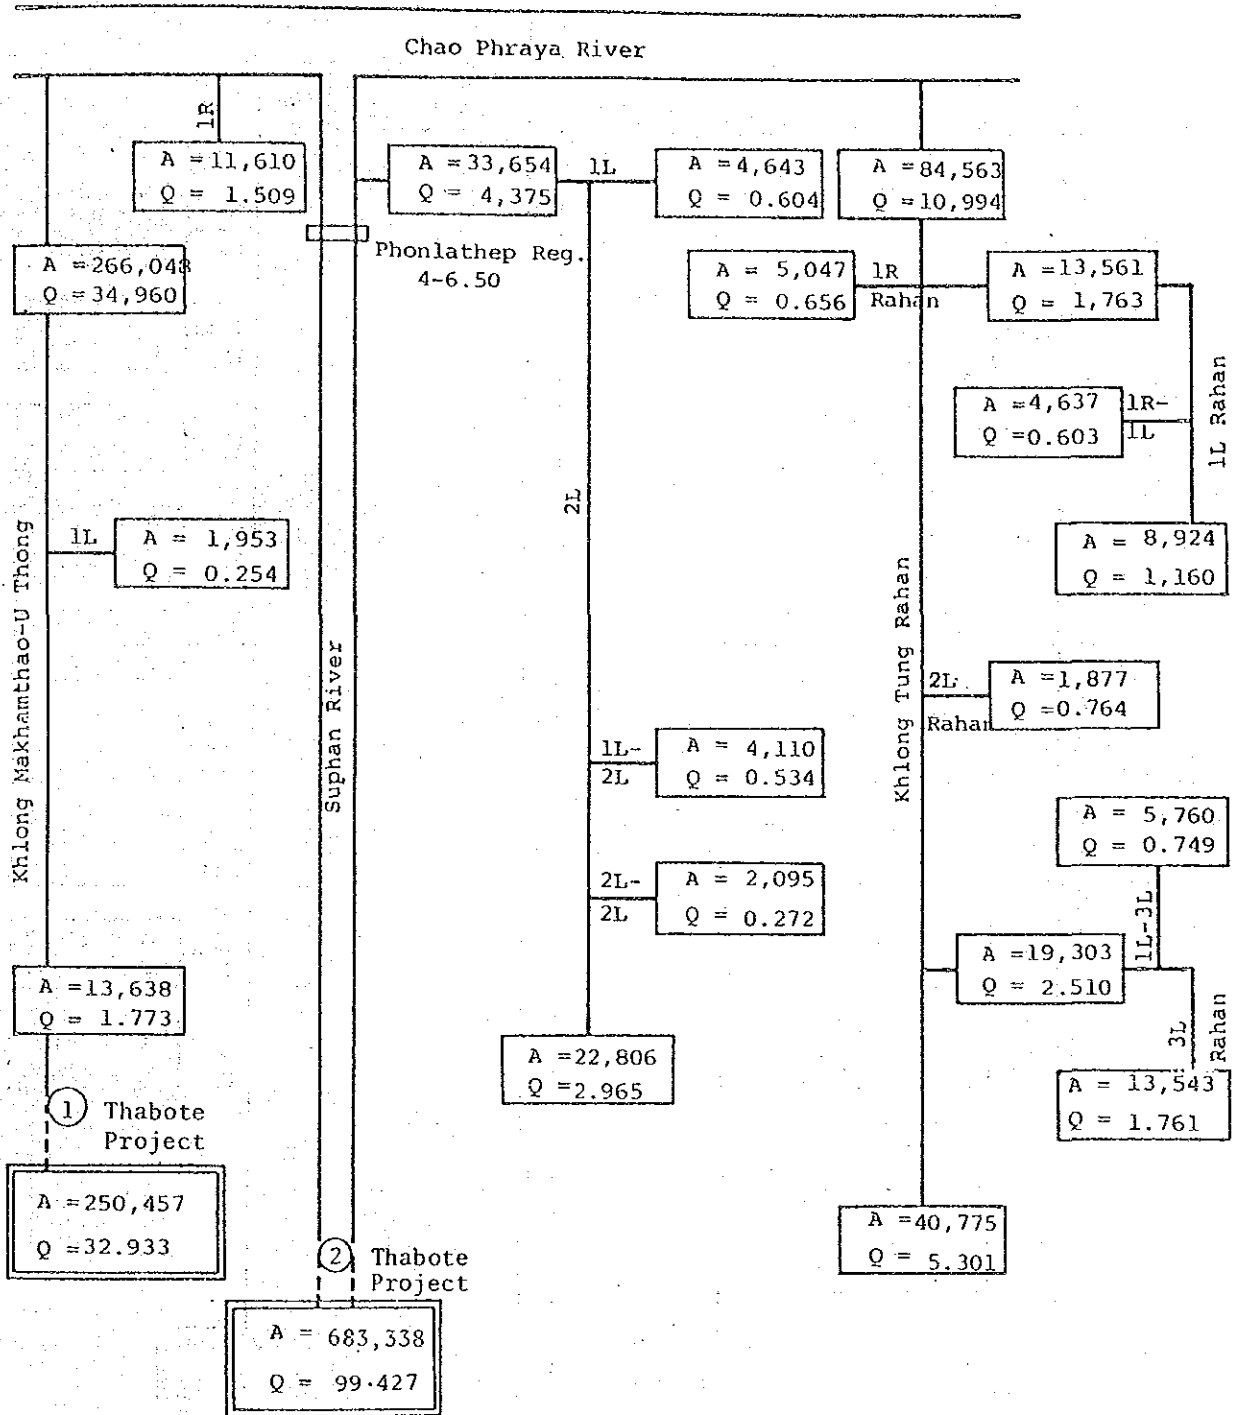 Chao Phraya River
1R
A =11,610
Q = 1.509
A =33,654
Q = 4,375
1L
A = 4,643
Q = 0.604
A = 84,563
Q =10,994
A =266,048
Q =34,960
Phonlathep Reg.
4-6.50
A = 5,047
Q = 0.656
1R
Rahan
A =13,561
Q = 1,763
1L Rahan
A =4,637
Q =0.603
1R-
1L
A = 8,924
Q = 1,160
Khlong Makhamthao-U Thong
1L
A = 1,953
Q = 0.254
Suphan River
2L
Khlong Tung Rahan
2L
Rahan
A =1,877
Q =0.764
1L-
2L
A = 4,110
Q = 0.534
A = 5,760
Q = 0.749
2L-
2L
A = 2,095
Q = 0.272
1L-3L
A =19,303
Q = 2.510
3L
Rahan
A =13,638
Q = 1.773
A =22,806
Q =2.965
A = 13,543
Q = 1.761
1 Thabote
Project
A =250,457
Q =32.933
A =40,775
Q = 5.301
2 Thabote
Project
A = 683,338
Q = 99.427